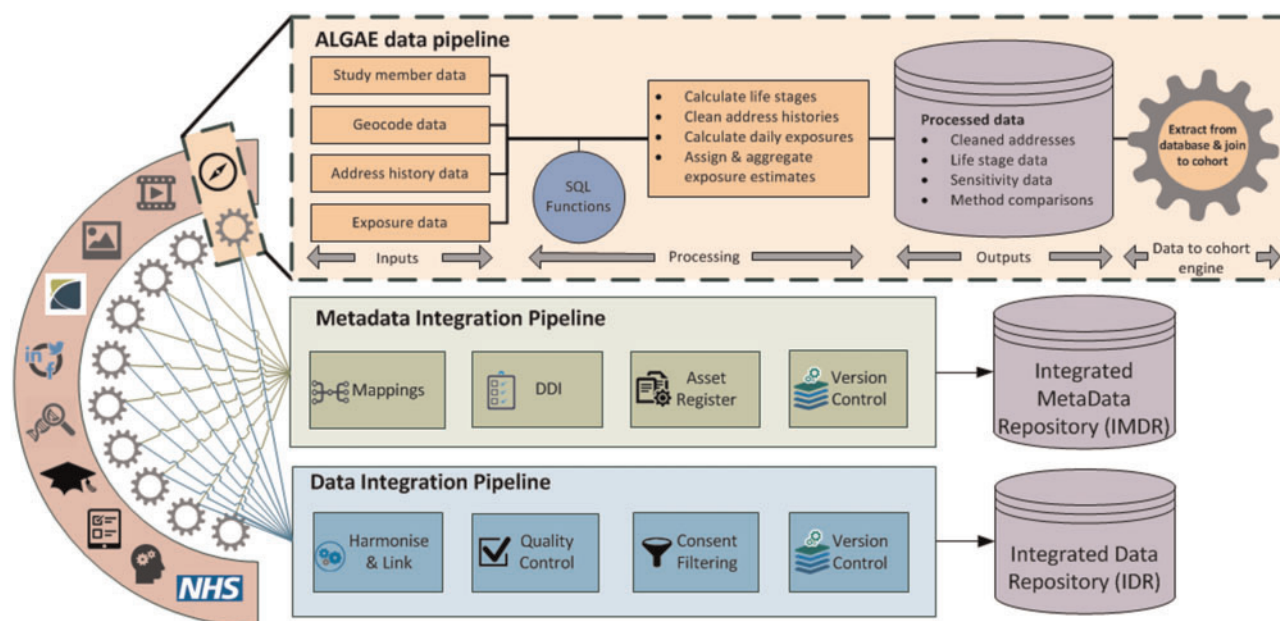 ALGAE data pipeline
Study member data
Geocode data
Address history data
Exposure data
SQL
Functions
• Calculate life stages
• Clean address histories
• Calculate daily exposures
• Assign & aggregate
exposure estimates
Processed data
• Cleaned addresses
• Life stage data
• Sensitivity data
• Method comparisons
Extract from
database & join
to cohort
Inputs
Processing
Outputs
Data to cohort
engine
Metadata Integration Pipeline
Mappings
DDI
Asset
Register
Version
Control
Integrated
MetaData
Repository (IMDR)
Data Integration Pipeline
Harmonise
& Link
Quality
Control
Consent
Filtering
Version
Control
Integrated Data
Repository (IDR)
in
f
NHS